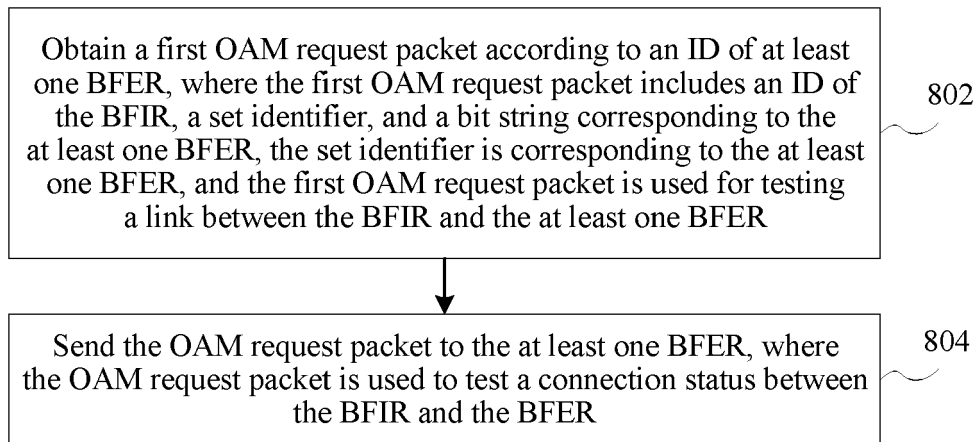 Obtain a first OAM request packet according to an ID of at least
one BFER, where the first OAM request packet includes an ID of
the BFIR, a set identifier, and a bit string corresponding to the
at least one BFER, the set identifier is corresponding to the at least
one BFER, and the first OAM request packet is used for testing
a link between the BFIR and the at least one BFER
802
Send the OAM request packet to the at least one BFER, where
the OAM request packet is used to test a connection status between
the BFIR and the BFER
804